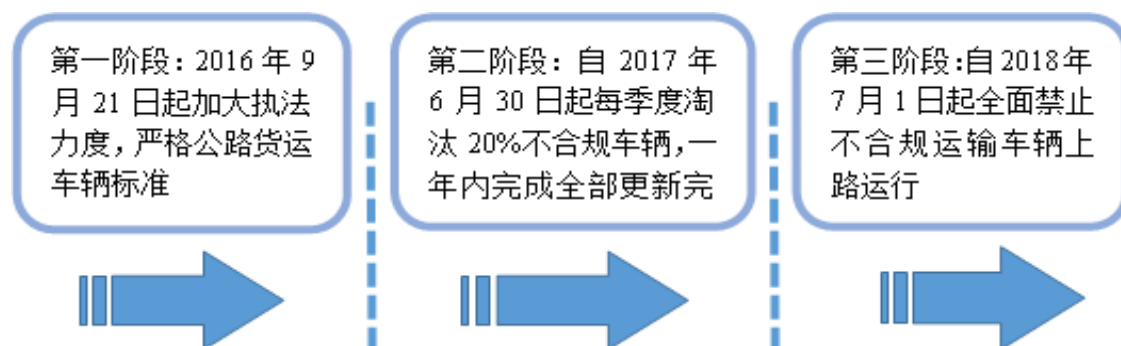 第一阶段：2016 年 9
月 21 日起加大执法
力度，严格公路货运
车辆标准
第二阶段：自 2017 年
6 月 30 日起每季度淘
汰 20%不合规车辆,一
年内完成全部更新完
第三阶段:自 2018 年
7 月 1 日起全面禁止
不合规运输车辆上
路运行